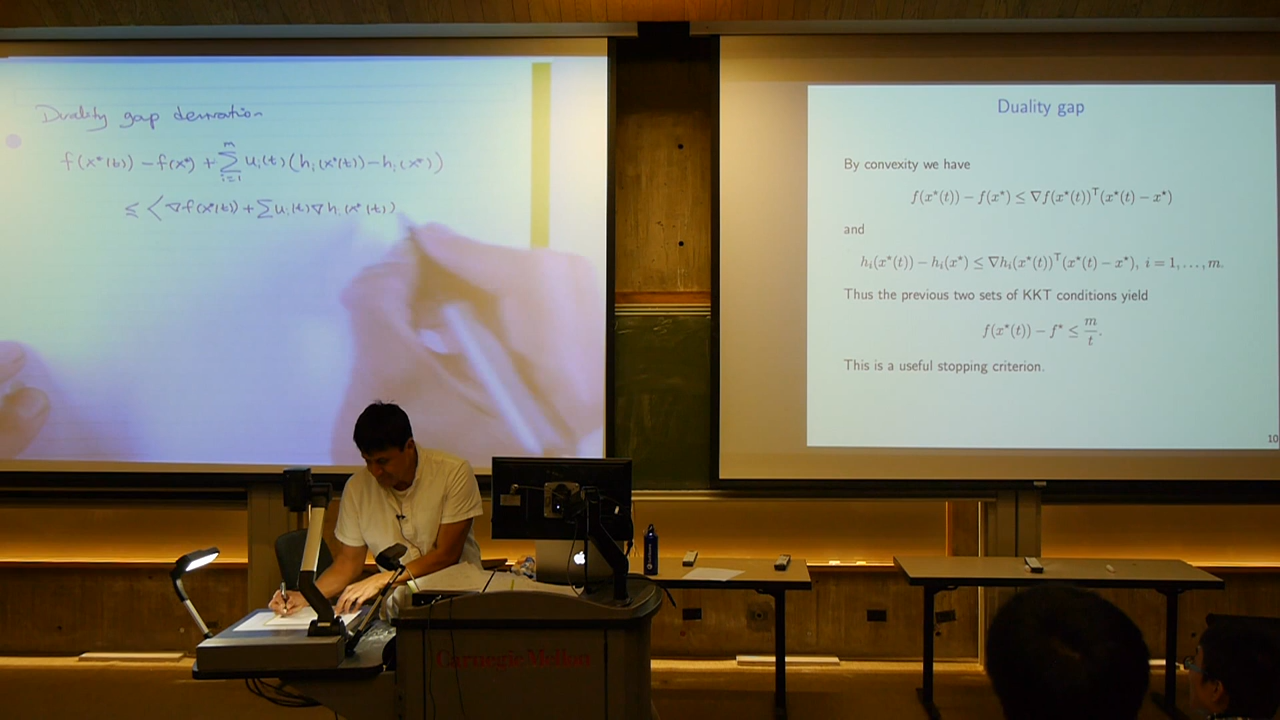 Duality gap derivation
f(x*(t)) - f(x*) + ∑_{i=1}^{m} u_i(t) (h_i(x*(t)) - h_i(x*))
≤ < ∇f(x*(t)) + ∑ u_i(t) ∇h_i(x*(t))
Duality gap
By convexity we have
f(x*(t)) − f(x*) ≤ ∇f(x*(t))ᵀ(x*(t) − x*)
and
h_i(x*(t)) − h_i(x*) ≤ ∇h_i(x*(t))ᵀ(x*(t) − x*), i = 1, . . . , m.
Thus the previous two sets of KKT conditions yield
f(x*(t)) − f* ≤ m/t.
This is a useful stopping criterion.
10
Carnegie Mellon